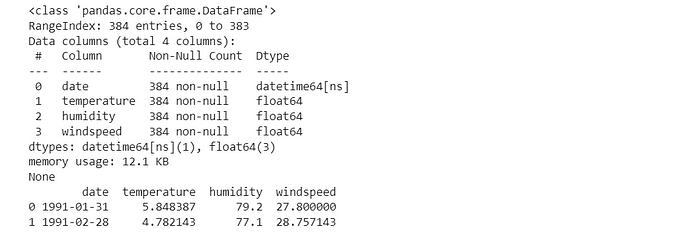 <class 'pandas.core.frame.DataFrame'>
RangeIndex: 384 entries, 0 to 383
Data columns (total 4 columns):
 #   Column       Non-Null Count  Dtype
---  ------       --------------  -----
 0   date         384 non-null    datetime64[ns]
 1   temperature  384 non-null    float64
 2   humidity     384 non-null    float64
 3   windspeed    384 non-null    float64
dtypes: datetime64[ns](1), float64(3)
memory usage: 12.1 KB
None
        date  temperature  humidity  windspeed
0 1991-01-31     5.848387      79.2  27.800000
1 1991-02-28     4.782143      77.1  28.757143